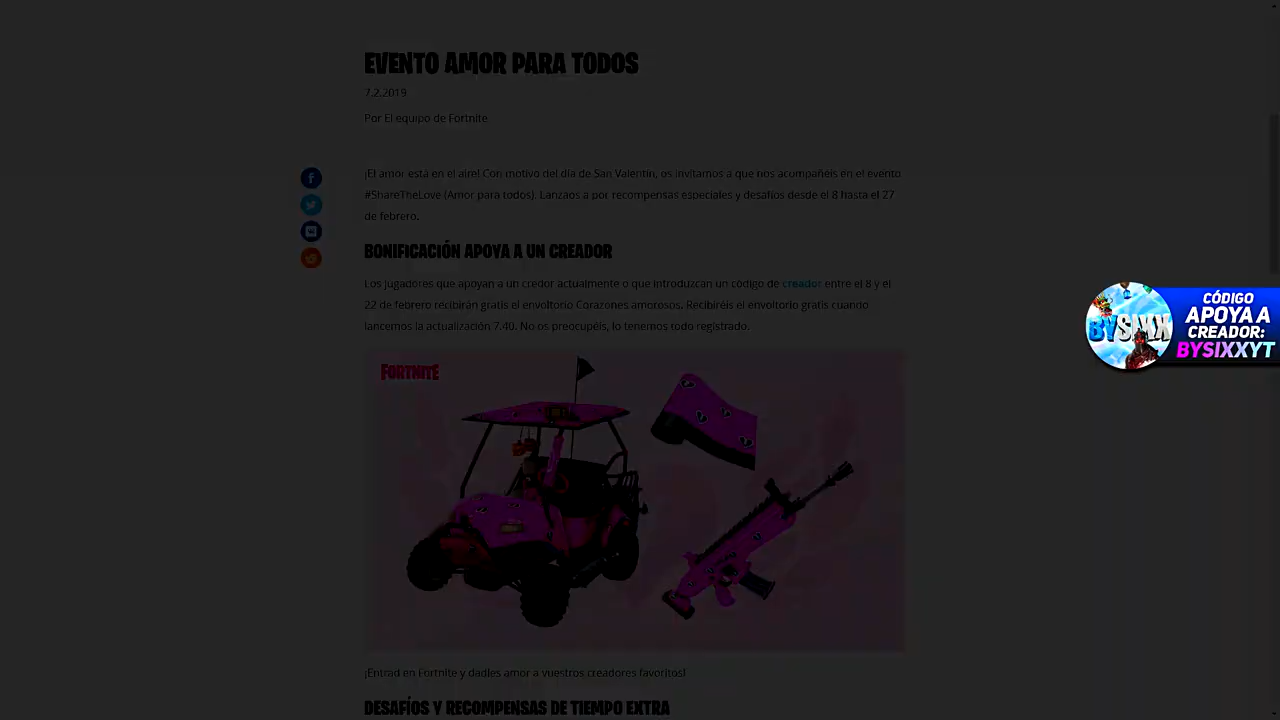 EVENTO AMOR PARA TODOS
7.2.2019
Por El equipo de Fortnite
¡El amor está en el aire! Con motivo del día de San Valentín, os invitamos a que nos acompañéis en el evento
#ShareTheLove (Amor para todos). Lanzaos a por recompensas especiales y desafíos desde el 8 hasta el 27
de febrero.
BONIFICACIÓN APOYA A UN CREADOR
Los jugadores que apoyan a un credor actualmente o que introduzcan un código de creador entre el 8 y el
22 de febrero recibirán gratis el envoltorio Corazones amorosos. Recibiréis el envoltorio gratis cuando
lancemos la actualización 7.40. No os preocupéis, lo tenemos todo registrado.
BYSIXX
CÓDIGO
APOYA A
CREADOR:
BYSIXXYT
FORTNITE
¡Entrad en Fortnite y dadles amor a vuestros creadores favoritos!
DESAFÍOS Y RECOMPENSAS DE TIEMPO EXTRA